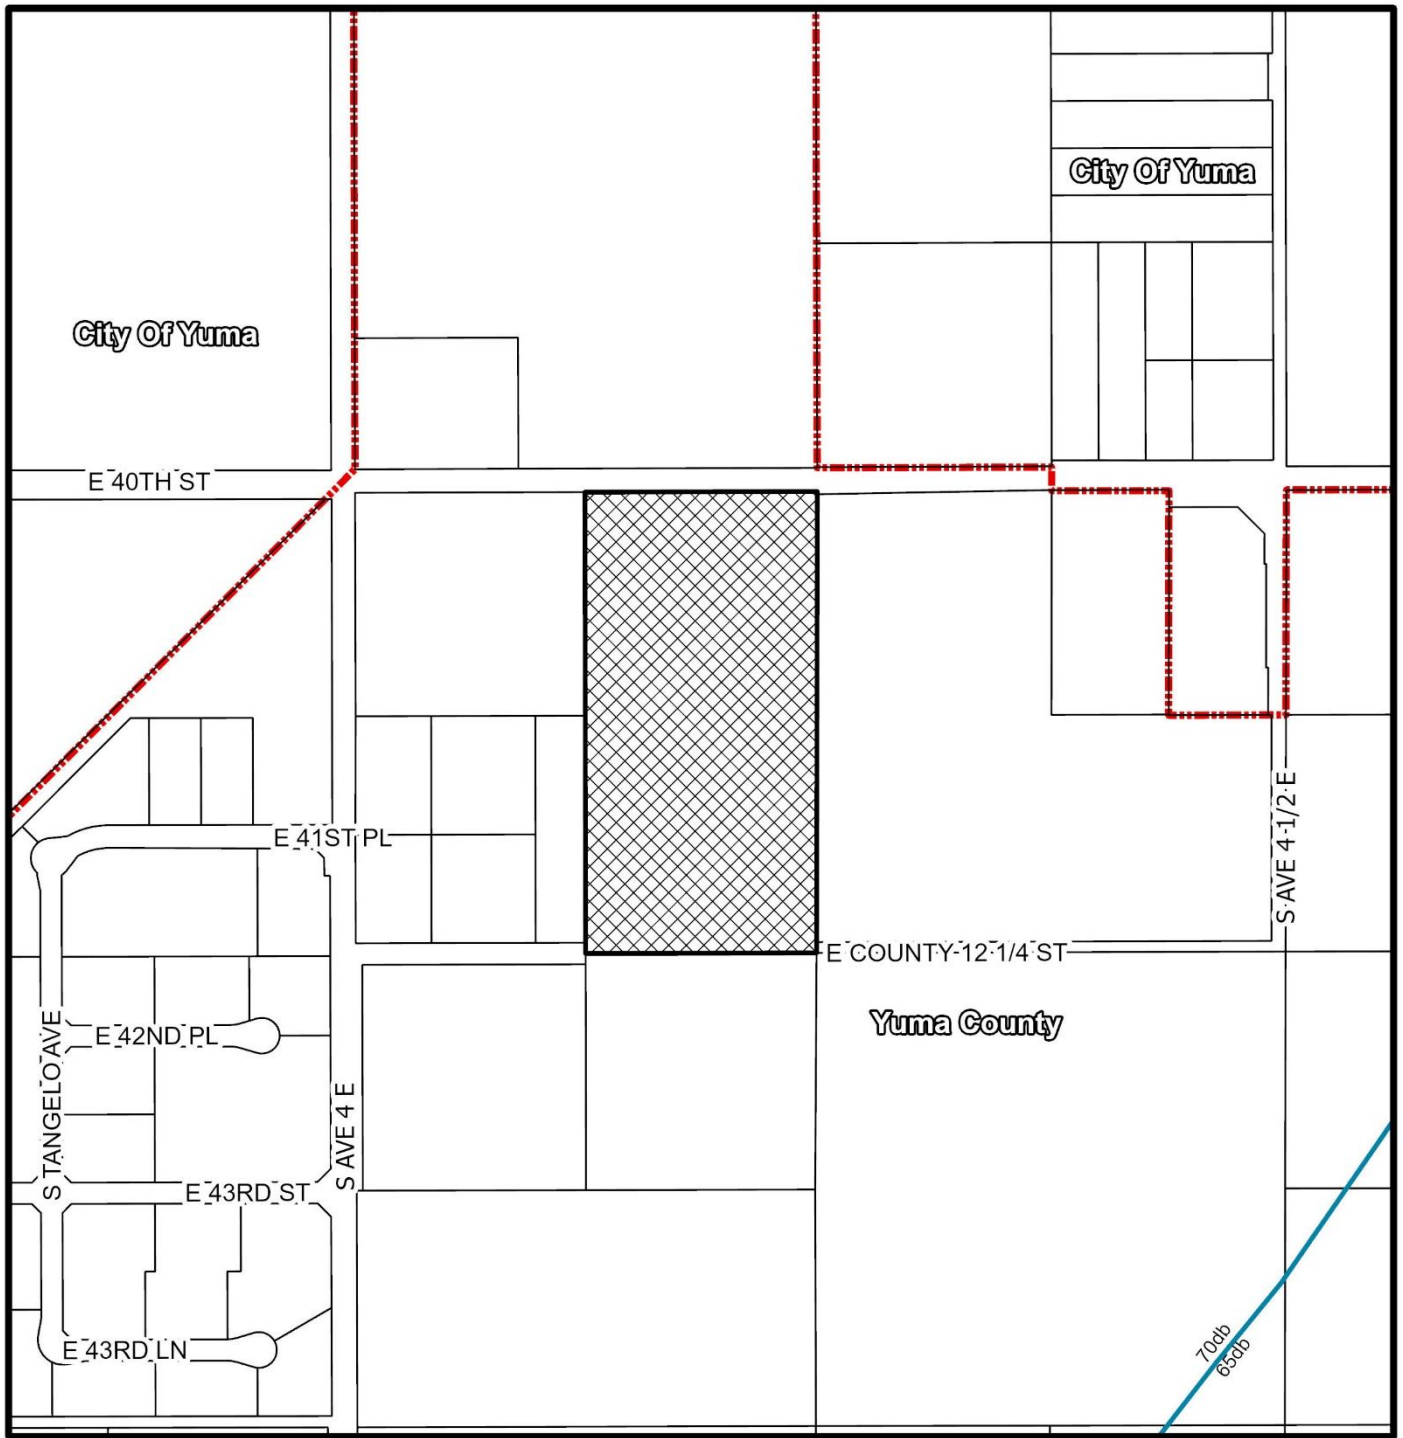 City Of Yuma
City Of Yuma
E 40TH ST
E 41ST PL
S AVE 4 1/2 E
E COUNTY 12 1/4 ST
Yuma County
E 42ND PL
S TANGELO AVE
S AVE 4 E
E 43RD ST
E 43RD LN
70db
65db